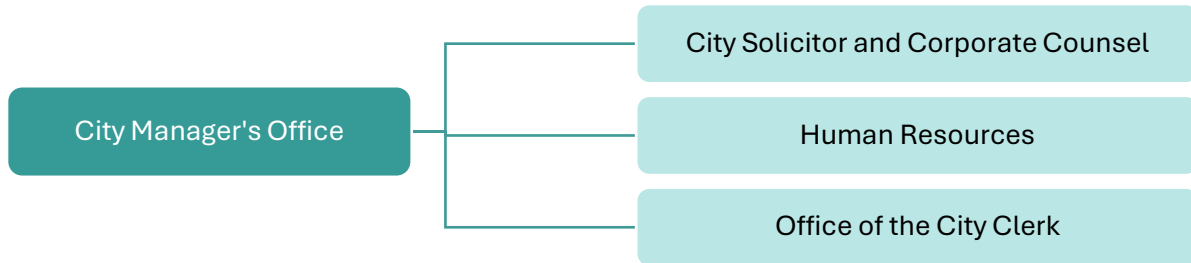 City Manager's Office
City Solicitor and Corporate Counsel
Human Resources
Office of the City Clerk